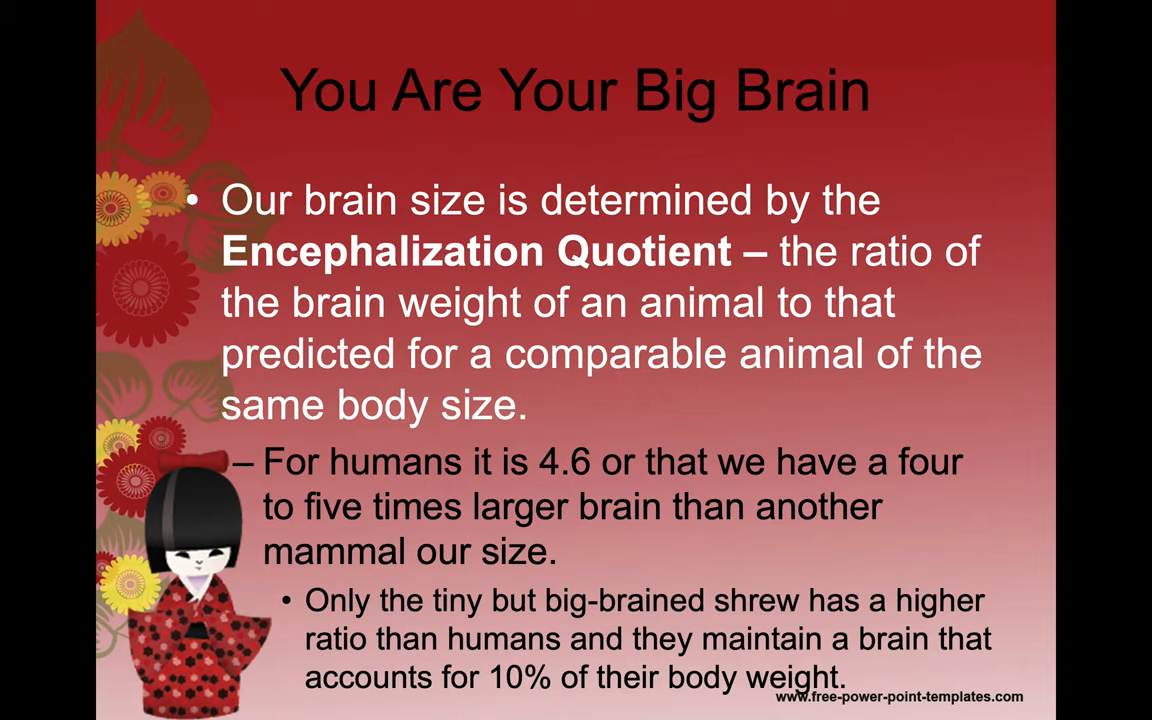 You Are Your Big Brain
• Our brain size is determined by the
Encephalization Quotient – the ratio of
the brain weight of an animal to that
predicted for a comparable animal of the
same body size.
– For humans it is 4.6 or that we have a four
to five times larger brain than another
mammal our size.
• Only the tiny but big-brained shrew has a higher
ratio than humans and they maintain a brain that
accounts for 10% of their body weight.
www.free-power-point-templates.com